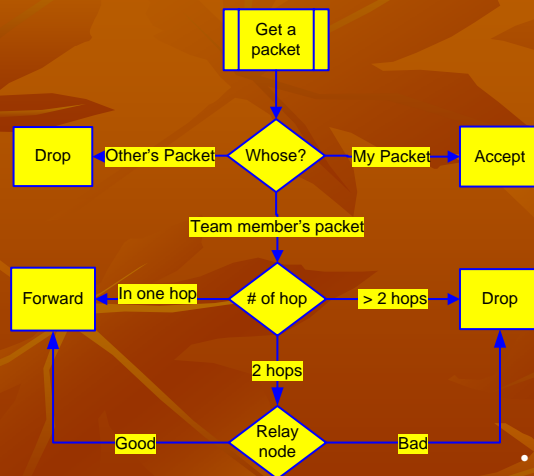 Get a
packet
Drop
Other's Packet
Whose?
My Packet
Accept
Team member's packet
Forward
In one hop
# of hop
> 2 hops
Drop
2 hops
Good
Relay
node
Bad